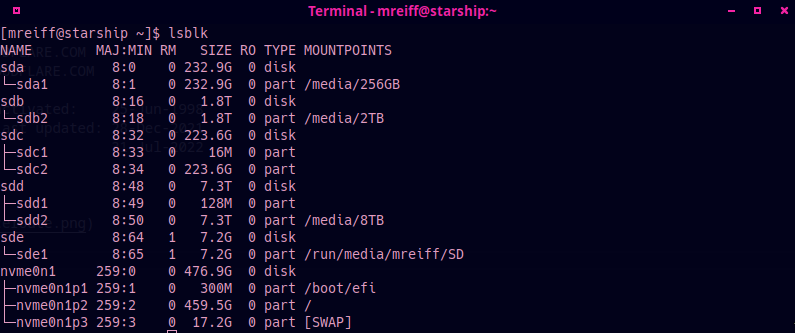 Terminal - mreiff@starship:~
[mreiff@starship ~]$ lsblk
NAME        MAJ:MIN RM   SIZE RO TYPE MOUNTPOINTS
sda           8:0    0 232.9G  0 disk
└─sda1        8:1    0 232.9G  0 part /media/256GB
sdb           8:16   0   1.8T  0 disk
└─sdb2        8:18   0   1.8T  0 part /media/2TB
sdc           8:32   0 223.6G  0 disk
├─sdc1        8:33   0    16M  0 part
└─sdc2        8:34   0 223.6G  0 part
sdd           8:48   0   7.3T  0 disk
├─sdd1        8:49   0   128M  0 part
└─sdd2        8:50   0   7.3T  0 part /media/8TB
sde           8:64   1   7.2G  0 disk
└─sde1        8:65   1   7.2G  0 part /run/media/mreiff/SD
nvme0n1     259:0    0 476.9G  0 disk
├─nvme0n1p1 259:1    0   300M  0 part /boot/efi
├─nvme0n1p2 259:2    0 459.5G  0 part /
└─nvme0n1p3 259:3    0  17.2G  0 part [SWAP]